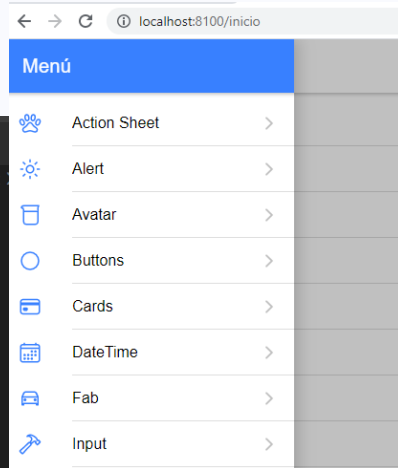 localhost:8100/inicio
Menú
Action Sheet
Alert
Avatar
Buttons
Cards
DateTime
Fab
Input